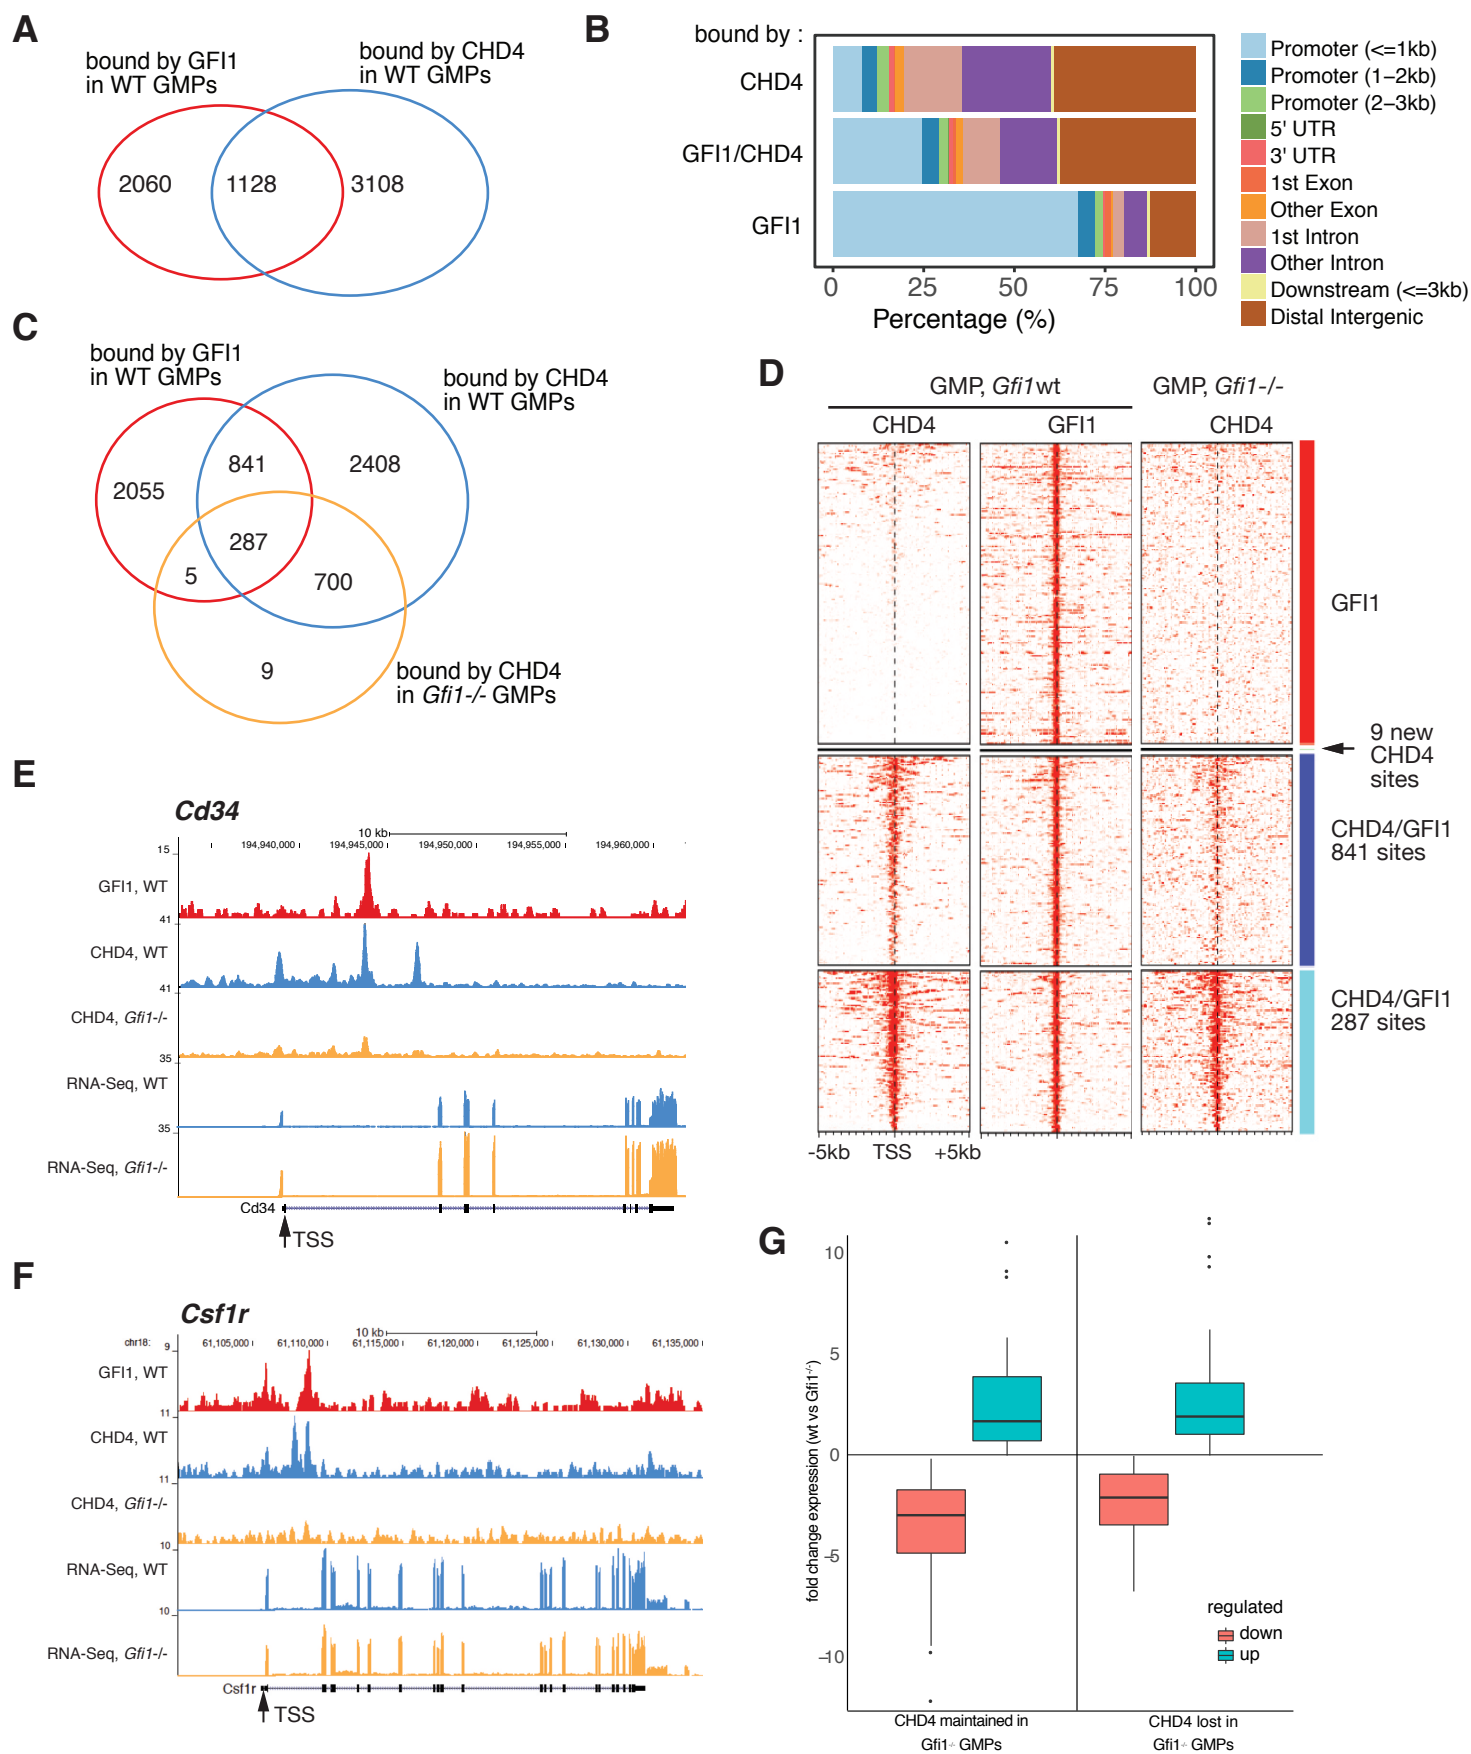 A
bound by GFI1
in WT GMPs
bound by CHD4
in WT GMPs
2060
1128
3108
B
bound by :
CHD4
GFI1/CHD4
GFI1
0
25
50
75
100
Percentage (%)
Promoter (<=1kb)
Promoter (1–2kb)
Promoter (2–3kb)
5' UTR
3' UTR
1st Exon
Other Exon
1st Intron
Other Intron
Downstream (<=3kb)
Distal Intergenic
C
bound by GFI1
in WT GMPs
bound by CHD4
in WT GMPs
841
2408
2055
287
5
700
9
bound by CHD4
in Gfi1-/- GMPs
D
GMP, Gfi1wt
GMP, Gfi1-/-
CHD4
GFI1
CHD4
GFI1
9 new
CHD4
sites
CHD4/GFI1
841 sites
CHD4/GFI1
287 sites
-5kb
TSS
+5kb
E
Cd34
10 kb
194,940,000
194,945,000
194,950,000
194,955,000
194,960,000
15
GFI1, WT
41
CHD4, WT
41
CHD4, Gfi1-/-
35
RNA-Seq, WT
35
RNA-Seq, Gfi1-/-
Cd34
TSS
F
Csf1r
10 kb
chr18:
61,105,000
61,110,000
61,115,000
61,120,000
61,125,000
61,130,000
61,135,000
9
GFI1, WT
11
CHD4, WT
11
CHD4, Gfi1-/-
10
RNA-Seq, WT
10
RNA-Seq, Gfi1-/-
Csf1r
TSS
G
10
5
0
−5
−10
fold change expression (wt vs Gfi1-/-)
regulated
down
up
CHD4 maintained in
Gfi1-/- GMPs
CHD4 lost in
Gfi1-/- GMPs